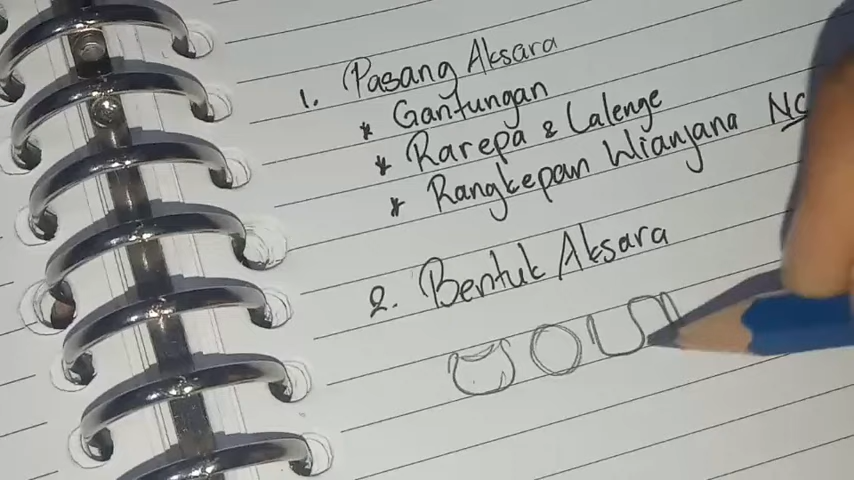 1. Pasang Aksara
* Gantungan
* Rarepa & Lalenge
* Rangkepan Wianjana
2. Bentuk Aksara